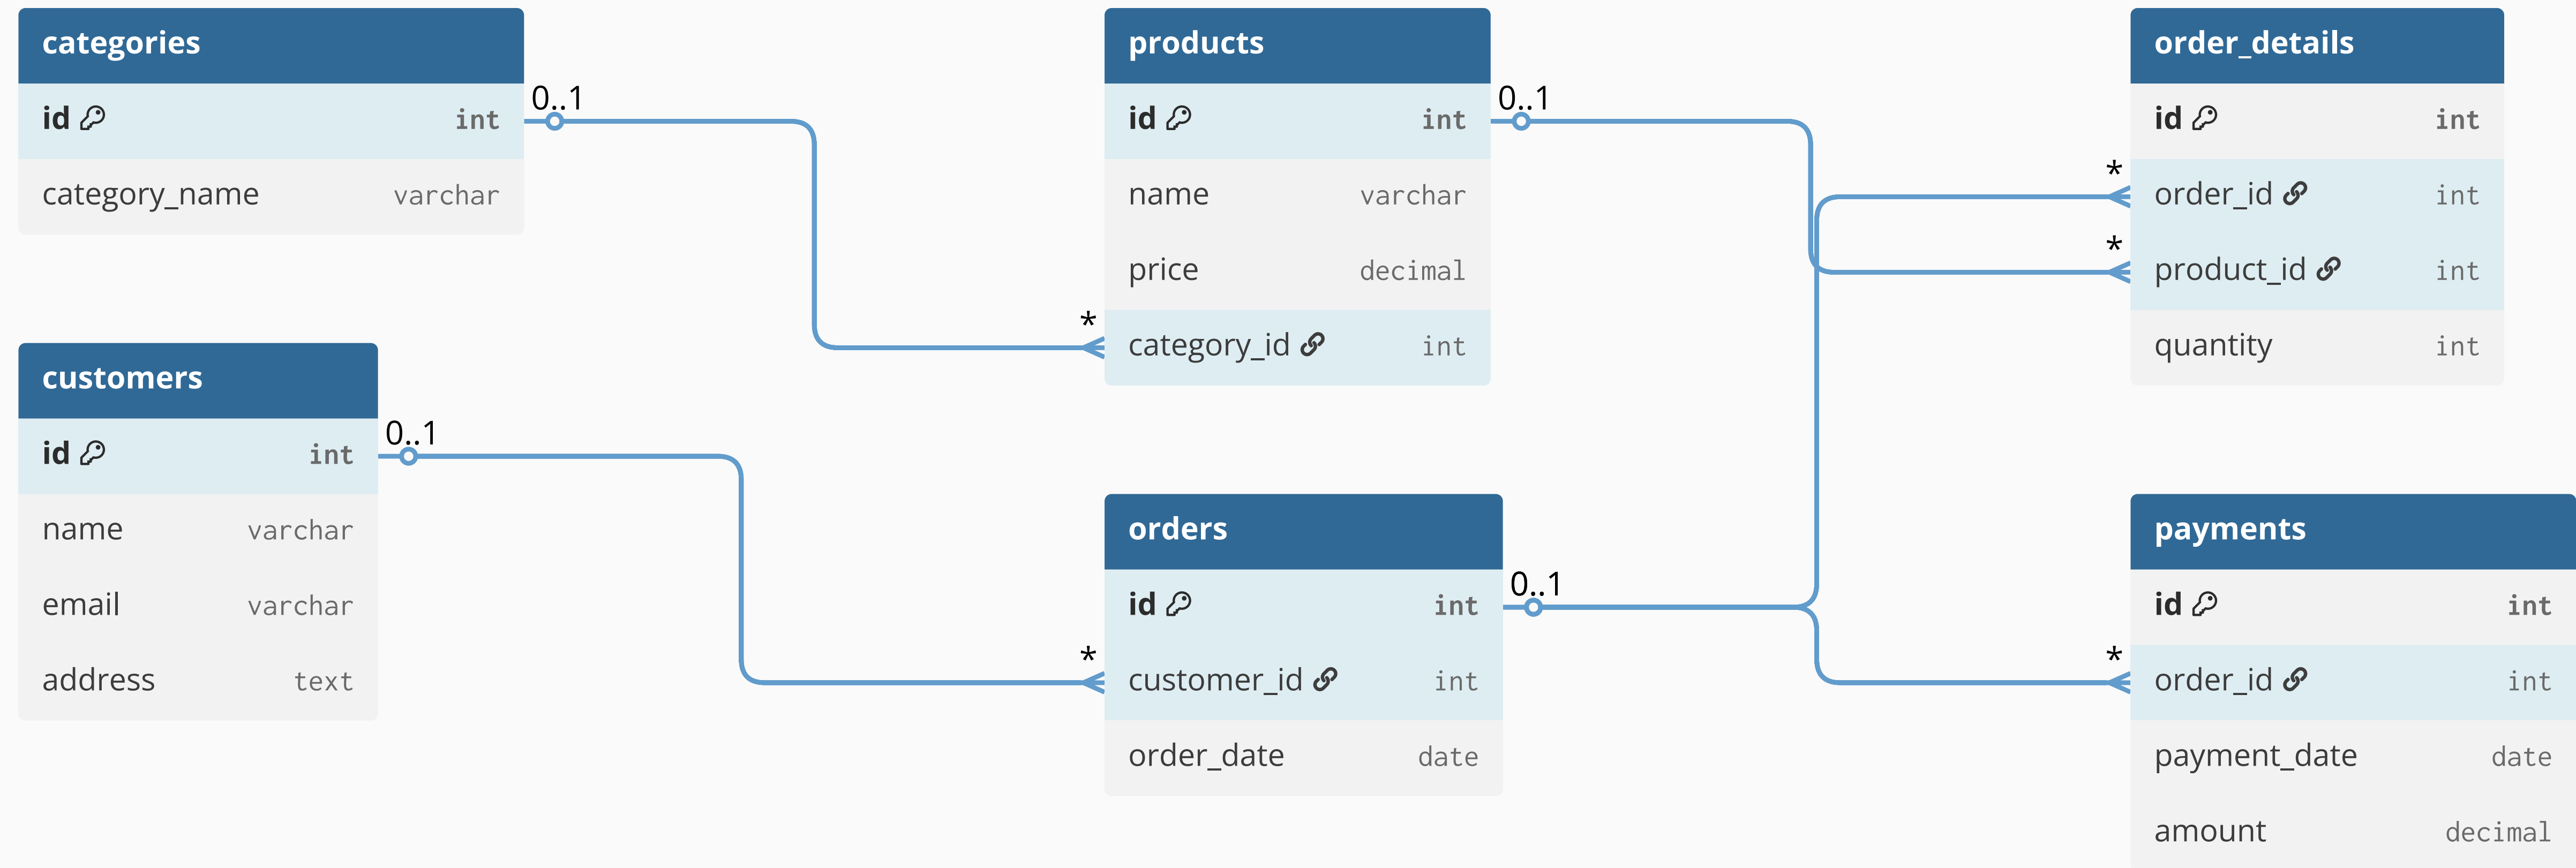 categories
id int
category_name varchar
0..1
*
products
id int
name varchar
price decimal
category_id int
0..1
*
*
order_details
id int
order_id int
product_id int
quantity int
customers
id int
name varchar
email varchar
address text
0..1
*
orders
id int
customer_id int
order_date date
0..1
*
payments
id int
order_id int
payment_date date
amount decimal